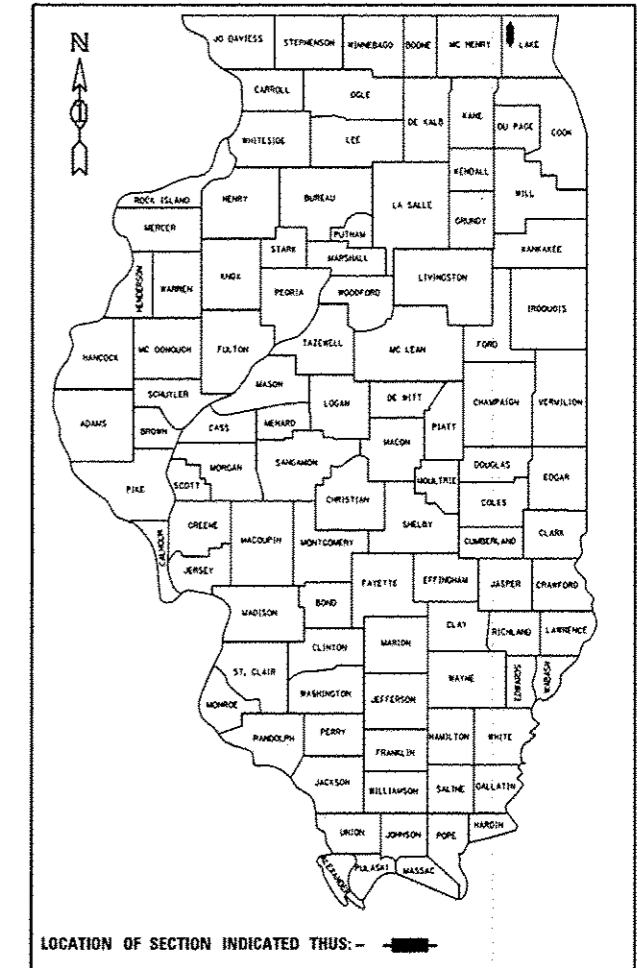 N
JO DAVIESS
STEPHENSON
WINNEBAGO
BOONE
MC HENRY
LAKE
CARROLL
OGLE
DE KALB
KANE
DU PAGE
COOK
WHITESIDE
LEE
KENDALL
WILL
ROCK ISLAND
HENRY
BUREAU
LA SALLE
GRUNDY
MERCER
PUTNAM
KANKAKEE
STARK
MARSHALL
HENDERSON
WARREN
KNOX
PEORIA
WOODFORD
LIVINGSTON
IROQUOIS
HANCOCK
MC DONOUGH
FULTON
TAZEWELL
MC LEAN
FORD
MASON
SCHUYLER
LOGAN
DE WITT
CHAMPAIGN
VERMILION
ADAMS
BROWN
CASS
MENARD
MACON
PIATT
PIKE
SCOTT
MORGAN
SANGAMON
MOULTRIE
DOUGLAS
EDGAR
CHRISTIAN
COLES
SHELBY
CALHOUN
GREENE
MACOUPIN
MONTGOMERY
CUMBERLAND
CLARK
JERSEY
FAYETTE
EFFINGHAM
JASPER
CRAWFORD
MADISON
BOND
CLAY
RICHLAND
LAWRENCE
CLINTON
MARION
ST. CLAIR
WAYNE
EDWARDS
WABASH
MONROE
WASHINGTON
JEFFERSON
RANDOLPH
PERRY
HAMILTON
WHITE
FRANKLIN
JACKSON
WILLIAMSON
SALINE
GALLATIN
UNION
JOHNSON
POPE
HARDIN
ALEXANDER
PULASKI
MASSAC
LOCATION OF SECTION INDICATED THUS: -